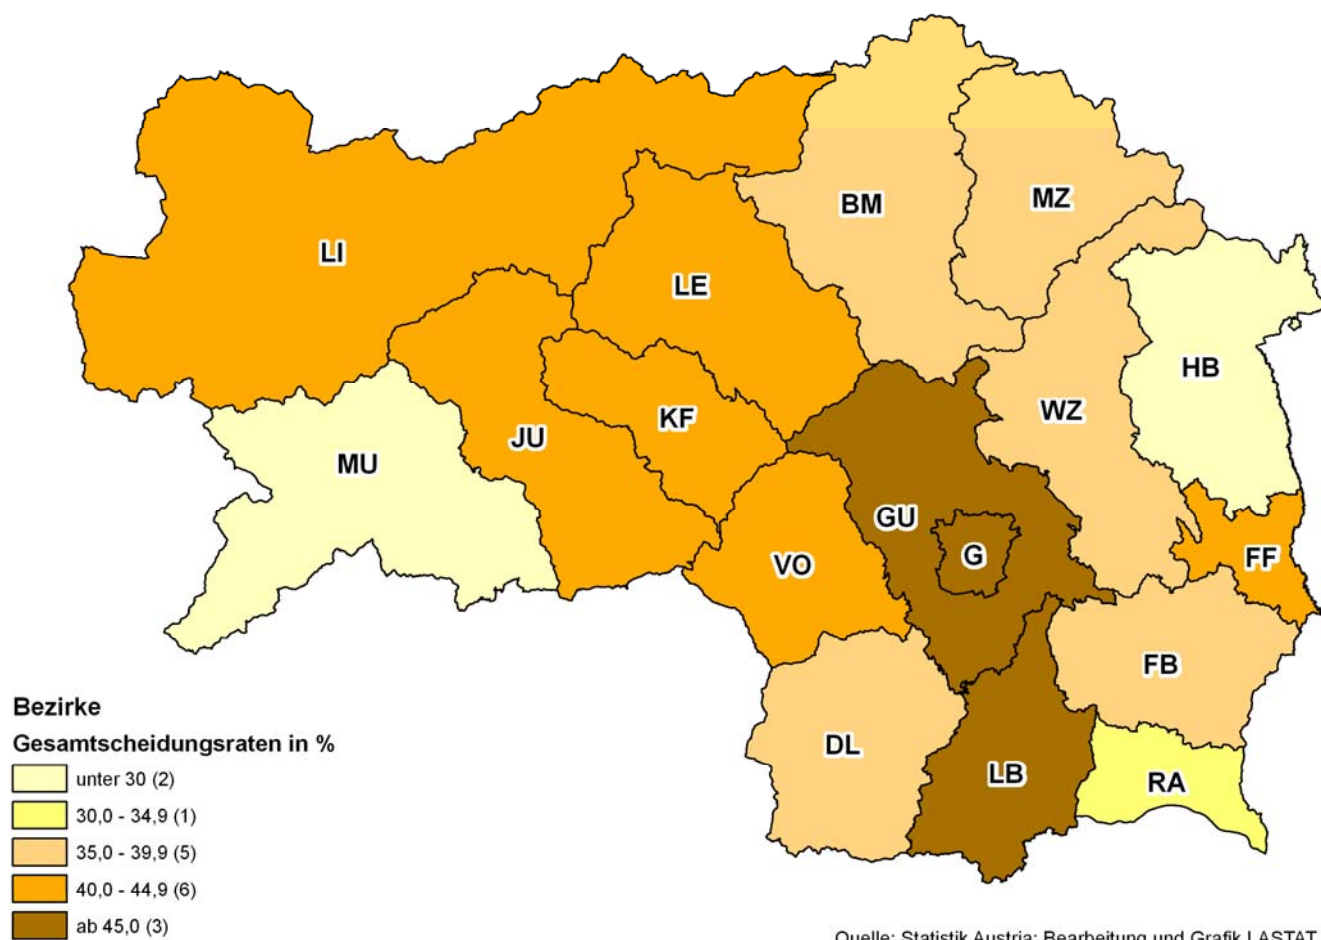 BM
MZ
LI
LE
HB
WZ
KF
JU
MU
GU
G
VO
FF
FB
DL
LB
RA
Bezirke
Gesamtscheidungsraten in %
unter 30 (2)
30,0 - 34,9 (1)
35,0 - 39,9 (5)
40,0 - 44,9 (6)
ab 45,0 (3)
Quelle: Statistik Austria; Bearbeitung und Grafik LASTAT